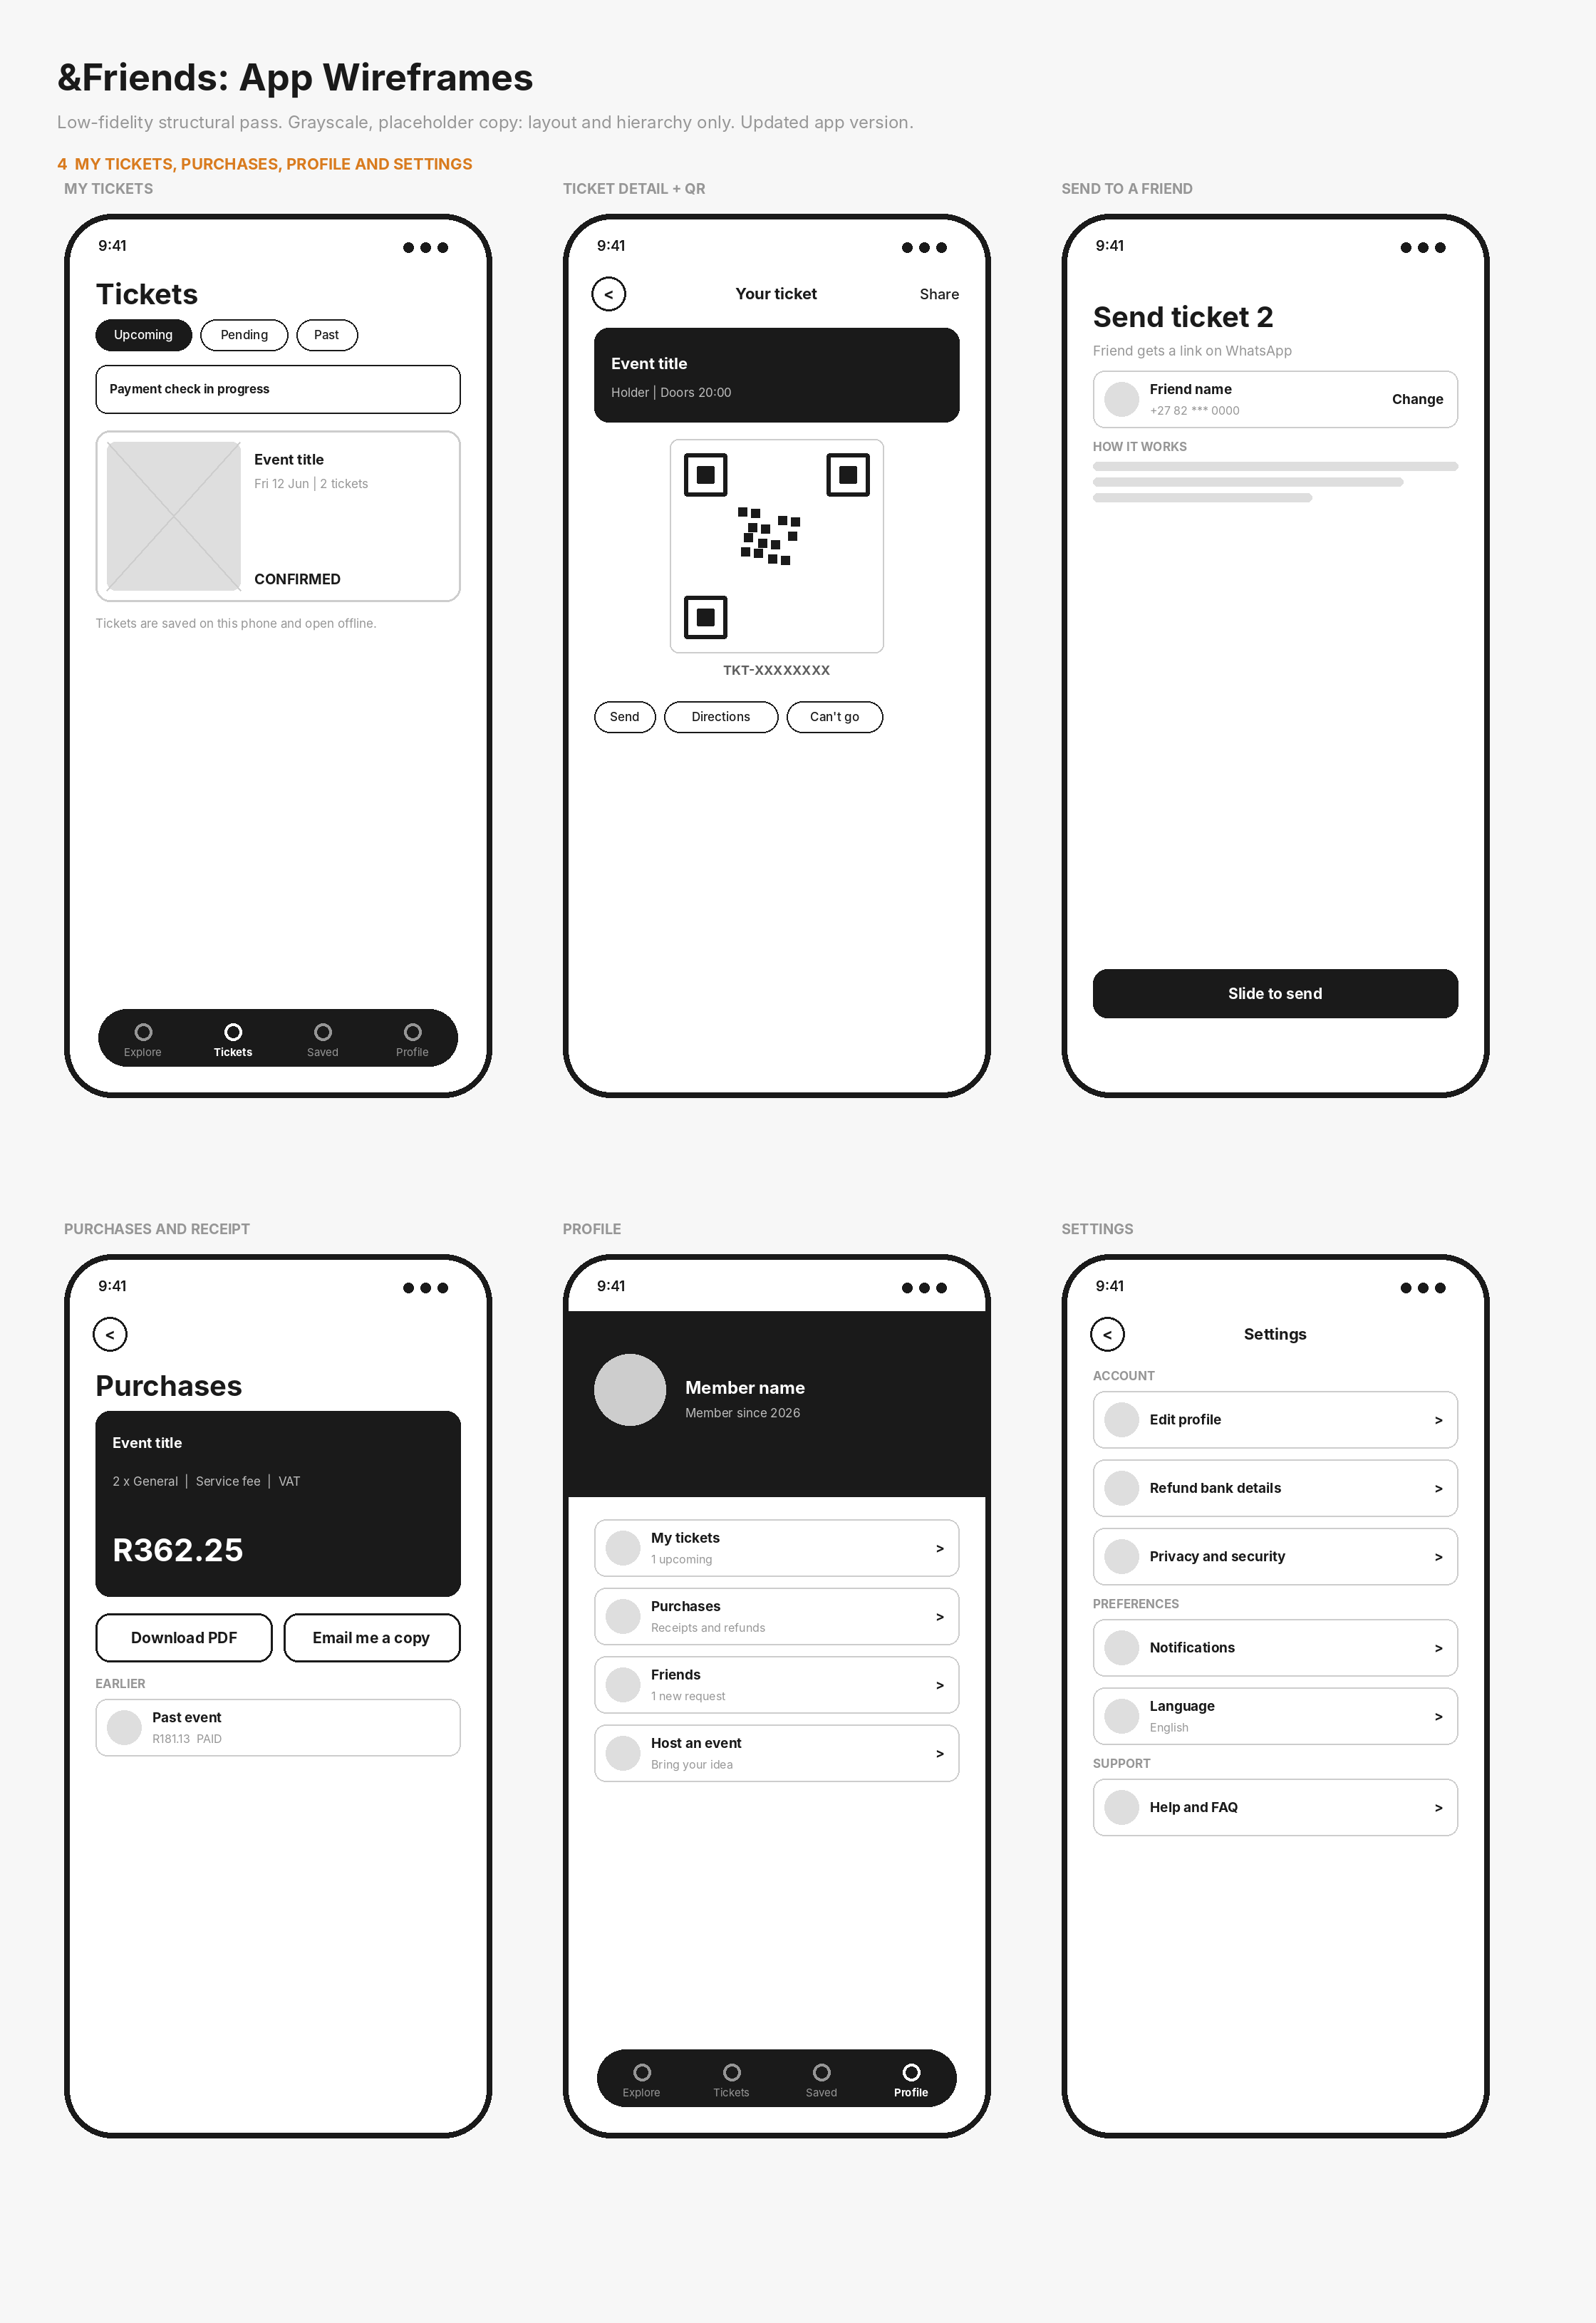 &Friends: App Wireframes
Low-fidelity structural pass. Grayscale, placeholder copy: layout and hierarchy only. Updated app version.
4 MY TICKETS, PURCHASES, PROFILE AND SETTINGS
MY TICKETS
9:41
Tickets
Upcoming Pending Past
Payment check in progress
Event title
Fri 12 Jun | 2 tickets
CONFIRMED
Tickets are saved on this phone and open offline.
Explore Tickets Saved Profile
TICKET DETAIL + QR
9:41
< Your ticket Share
Event title
Holder | Doors 20:00
TKT-XXXXXXXX
Send Directions Can't go
SEND TO A FRIEND
9:41
Send ticket 2
Friend gets a link on WhatsApp
Friend name
+27 82 *** 0000
Change
HOW IT WORKS
Slide to send
PURCHASES AND RECEIPT
9:41
<
Purchases
Event title
2 x General | Service fee | VAT
R362.25
Download PDF Email me a copy
EARLIER
Past event
R181.13 PAID
PROFILE
9:41
Member name
Member since 2026
My tickets
1 upcoming
>
Purchases
Receipts and refunds
>
Friends
1 new request
>
Host an event
Bring your idea
>
Explore Tickets Saved Profile
SETTINGS
9:41
< Settings
ACCOUNT
Edit profile >
Refund bank details >
Privacy and security >
PREFERENCES
Notifications >
Language
English
>
SUPPORT
Help and FAQ >